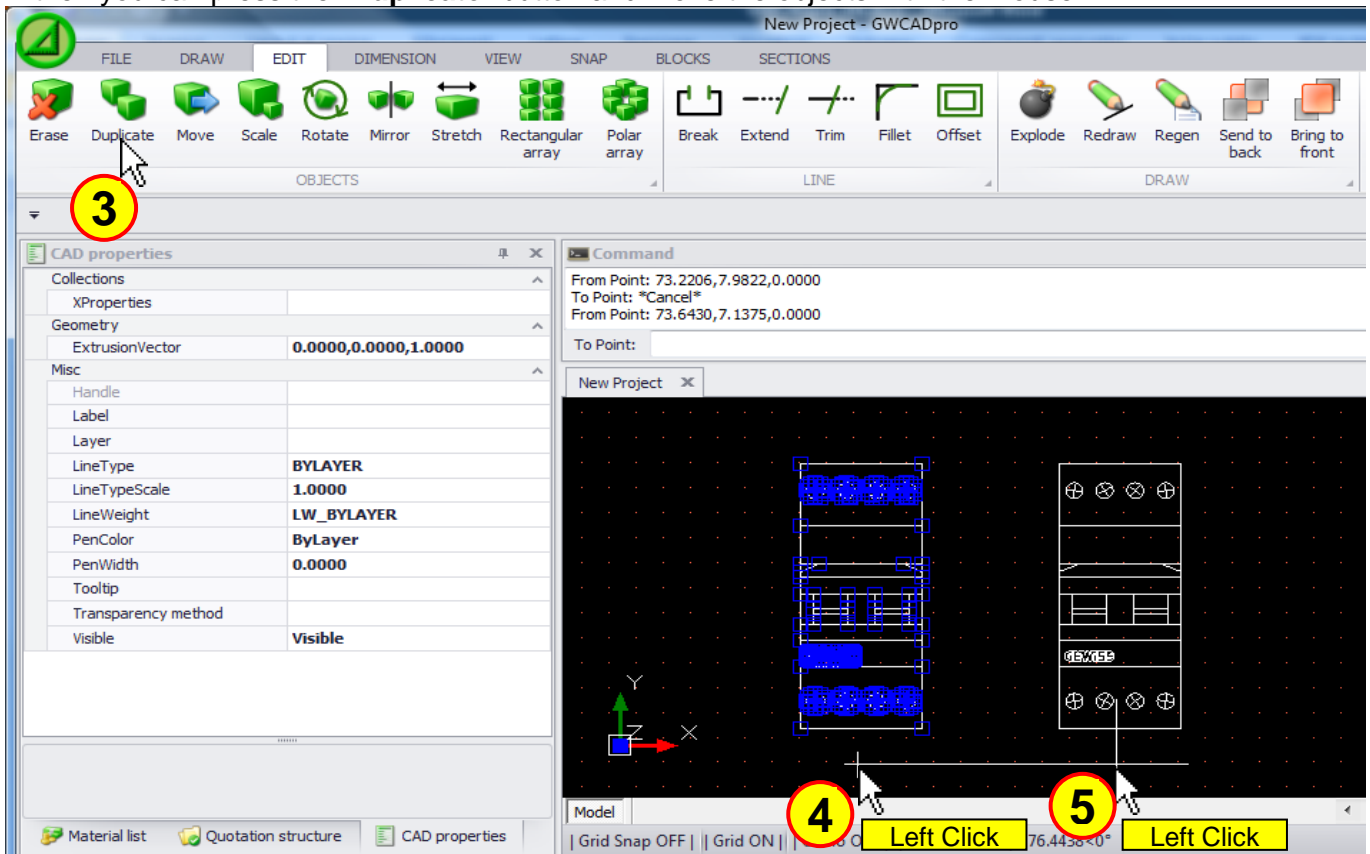 New Project - GWCADpro
FILE DRAW EDIT DIMENSION VIEW SNAP BLOCKS SECTIONS
Erase Duplicate Move Scale Rotate Mirror Stretch Rectangular array Polar array Break Extend Trim Fillet Offset Explode Redraw Regen Send to back Bring to front
OBJECTS LINE DRAW
3
CAD properties
Collections
XProperties
Geometry
ExtrusionVector 0.0000,0.0000,1.0000
Misc
Handle
Label
Layer
LineType BYLAYER
LineTypeScale 1.0000
LineWeight LW_BYLAYER
PenColor ByLayer
PenWidth 0.0000
Tooltip
Transparency method
Visible Visible
Material list Quotation structure CAD properties
Command
From Point: 73.2206,7.9822,0.0000
To Point: *Cancel*
From Point: 73.6430,7.1375,0.0000
To Point:
New Project
GEWISS
Y
Z X
4 5
Model
| Grid Snap OFF | | Grid ON | Left Click 76.4438<0° Left Click